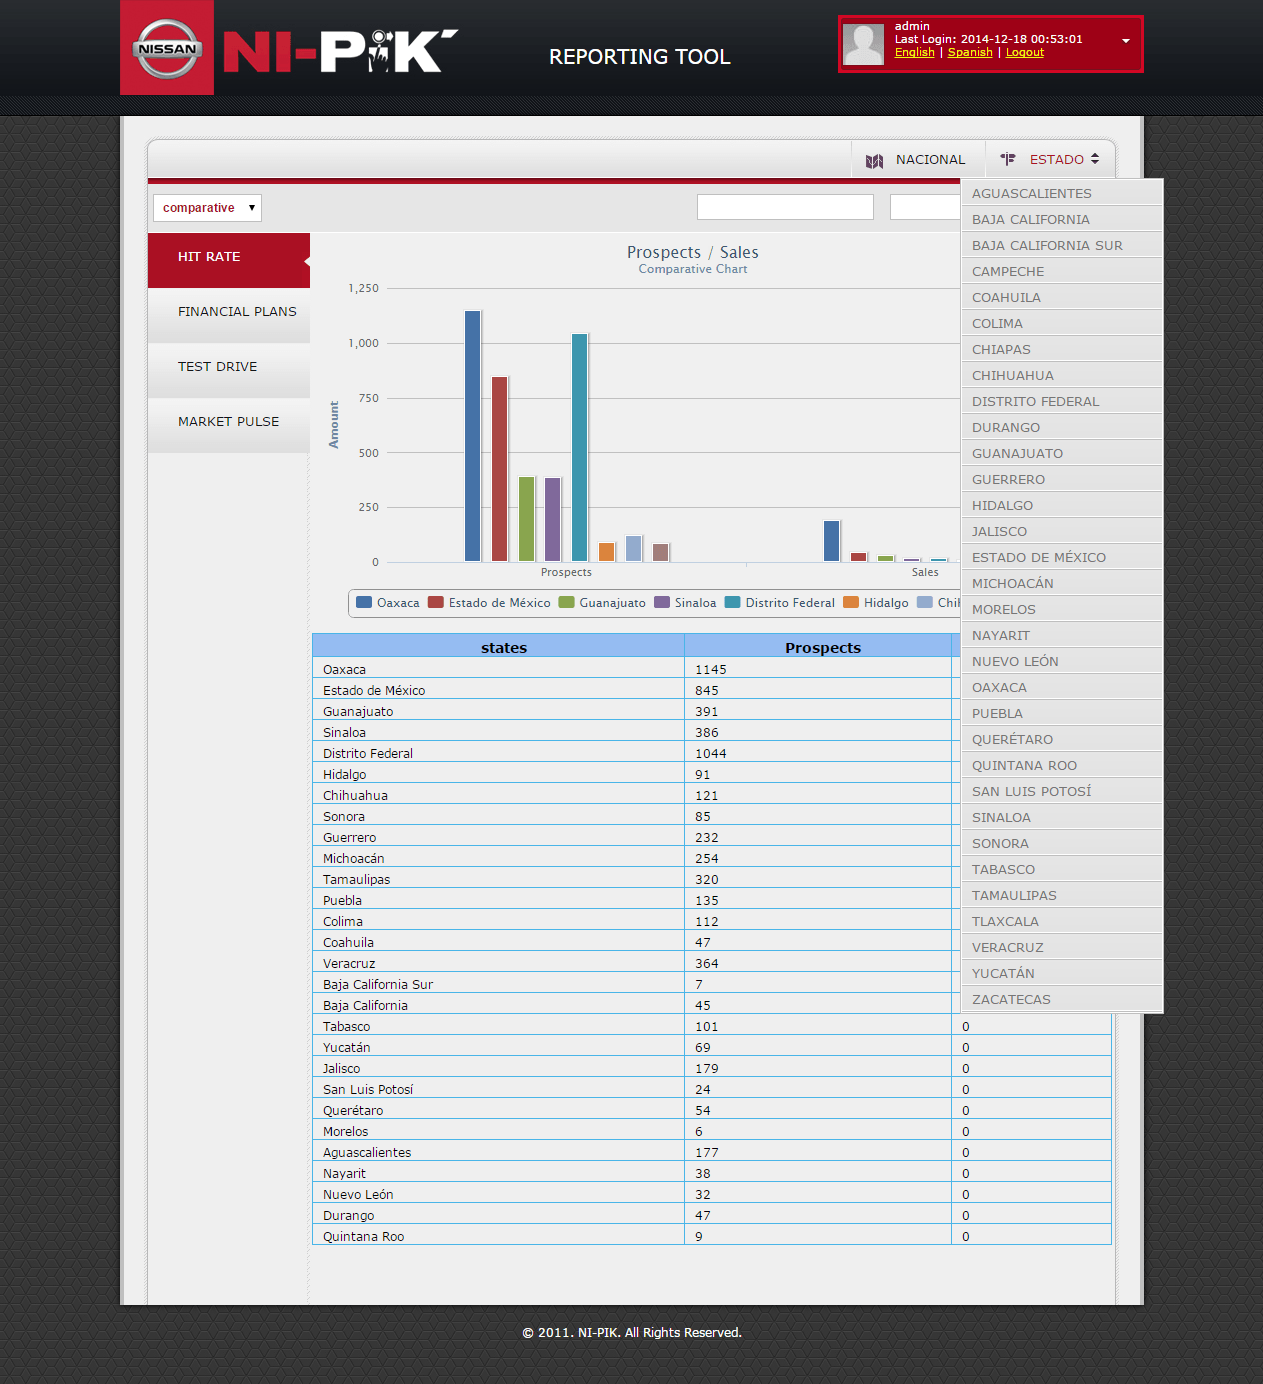 NISSAN
NI-PiK
REPORTING TOOL
admin
Last Login: 2014-12-18 00:53:01
English | Spanish | Logout
NACIONAL
ESTADO
comparative
HIT RATE
FINANCIAL PLANS
TEST DRIVE
MARKET PULSE
AGUASCALIENTES
BAJA CALIFORNIA
BAJA CALIFORNIA SUR
CAMPECHE
COAHUILA
COLIMA
CHIAPAS
CHIHUAHUA
DISTRITO FEDERAL
DURANGO
GUANAJUATO
GUERRERO
HIDALGO
JALISCO
ESTADO DE MÉXICO
MICHOACÁN
MORELOS
NAYARIT
NUEVO LEÓN
OAXACA
PUEBLA
QUERÉTARO
QUINTANA ROO
SAN LUIS POTOSÍ
SINALOA
SONORA
TABASCO
TAMAULIPAS
TLAXCALA
VERACRUZ
YUCATÁN
ZACATECAS
Prospects / Sales
Comparative Chart
Amount
1,250
1,000
750
500
250
0
Prospects Sales
Oaxaca Estado de México Guanajuato Sinaloa Distrito Federal Hidalgo
states Prospects
Oaxaca 1145
Estado de México 845
Guanajuato 391
Sinaloa 386
Distrito Federal 1044
Hidalgo 91
Chihuahua 121
Sonora 85
Guerrero 232
Michoacán 254
Tamaulipas 320
Puebla 135
Colima 112
Coahuila 47
Veracruz 364
Baja California Sur 7
Baja California 45
Tabasco 101 0
Yucatán 69 0
Jalisco 179 0
San Luis Potosí 24 0
Querétaro 54 0
Morelos 6 0
Aguascalientes 177 0
Nayarit 38 0
Nuevo León 32 0
Durango 47 0
Quintana Roo 9 0
© 2011. NI-PIK. All Rights Reserved.